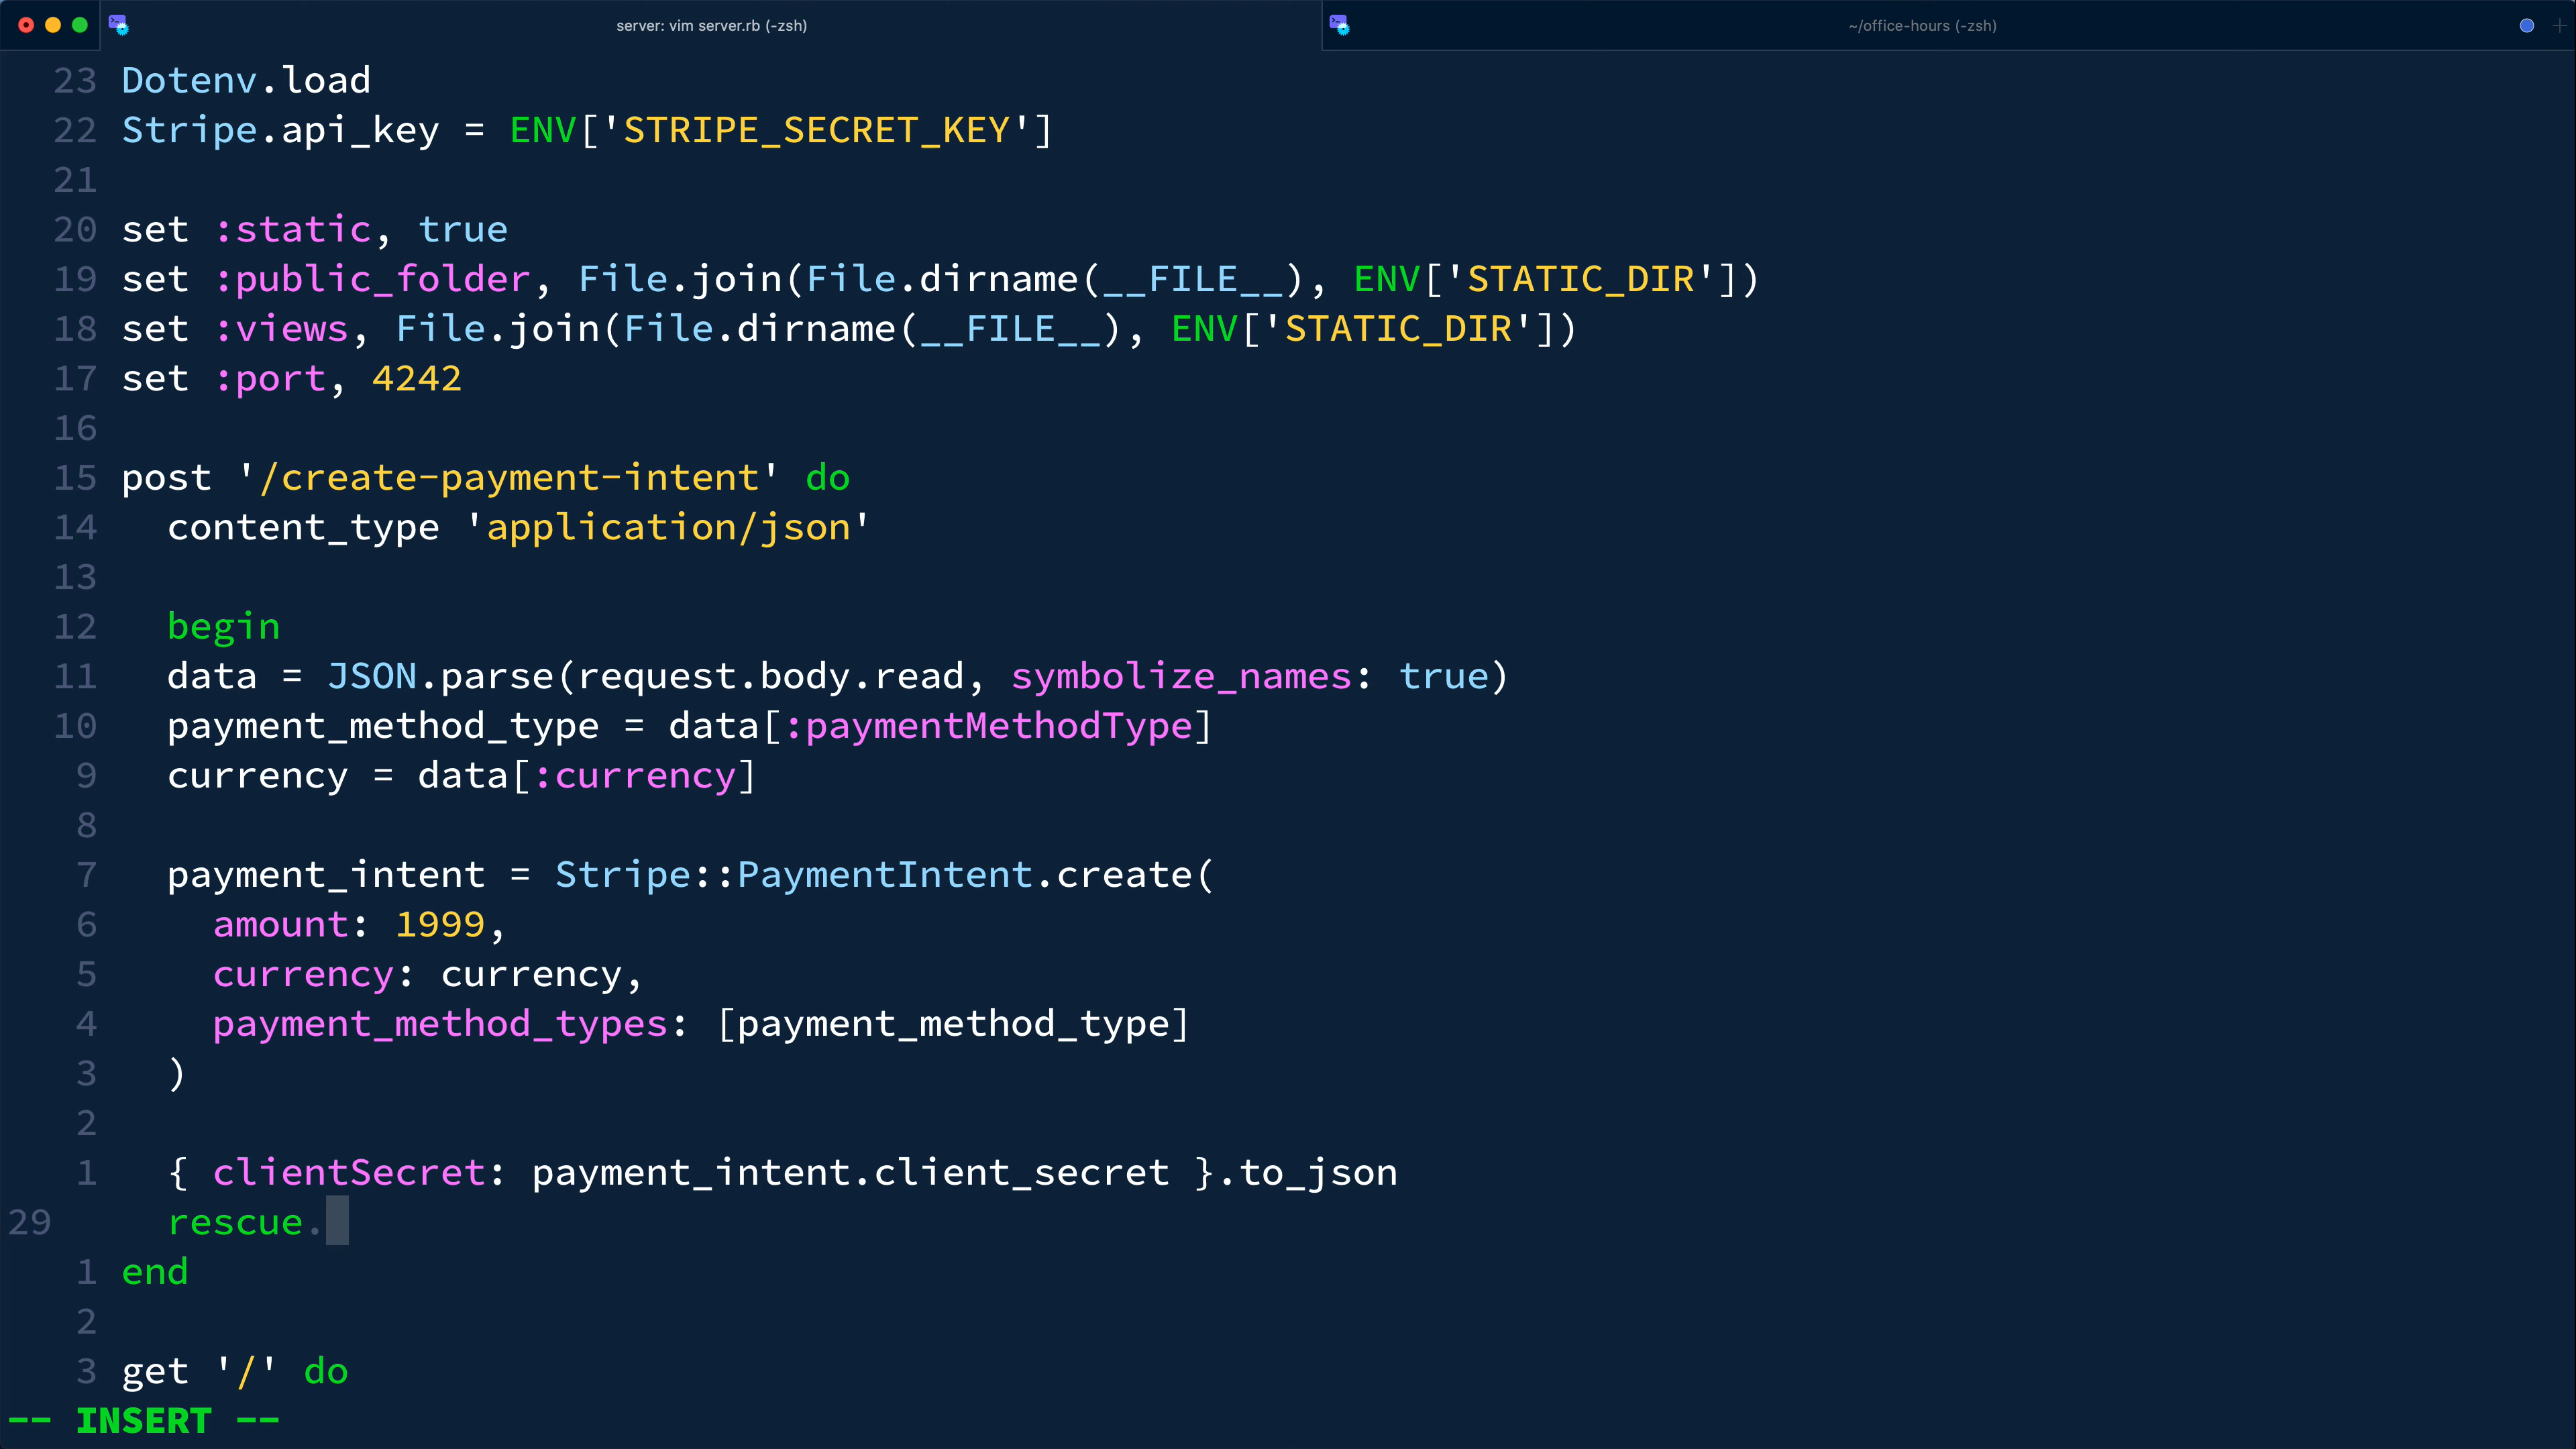 server: vim server.rb (-zsh)
~/office-hours (-zsh)
23 Dotenv.load
22 Stripe.api_key = ENV['STRIPE_SECRET_KEY']
21
20 set :static, true
19 set :public_folder, File.join(File.dirname(__FILE__), ENV['STATIC_DIR'])
18 set :views, File.join(File.dirname(__FILE__), ENV['STATIC_DIR'])
17 set :port, 4242
16
15 post '/create-payment-intent' do
14   content_type 'application/json'
13
12   begin
11   data = JSON.parse(request.body.read, symbolize_names: true)
10   payment_method_type = data[:paymentMethodType]
9   currency = data[:currency]
8
7   payment_intent = Stripe::PaymentIntent.create(
6     amount: 1999,
5     currency: currency,
4     payment_method_types: [payment_method_type]
3   )
2
1   { clientSecret: payment_intent.client_secret }.to_json
29   rescue.
1 end
2
3 get '/' do
-- INSERT --